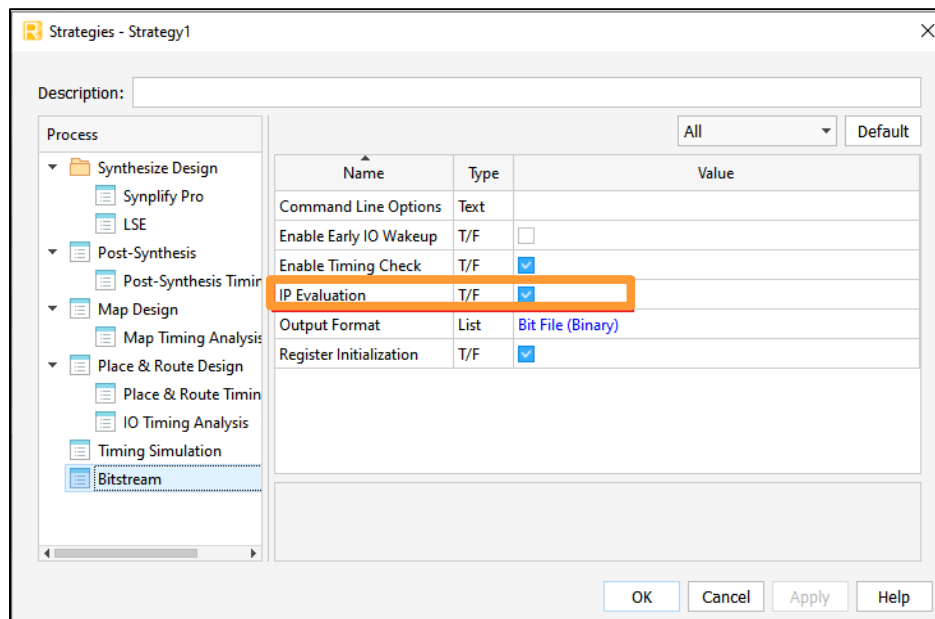 Strategies - Strategy1
Description:
Process
All
Default
Synthesize Design
Synplify Pro
LSE
Post-Synthesis
Post-Synthesis Timin
Map Design
Map Timing Analysis
Place & Route Design
Place & Route Timin
IO Timing Analysis
Timing Simulation
Bitstream
Name Type Value
Command Line Options Text
Enable Early IO Wakeup T/F
Enable Timing Check T/F
IP Evaluation T/F
Output Format List Bit File (Binary)
Register Initialization T/F
OK Cancel Apply Help